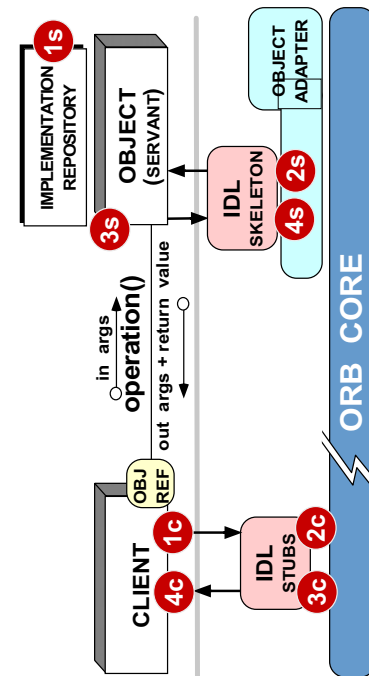 1s
IMPLEMENTATION
REPOSITORY
OBJECT
(SERVANT)
3s
OBJECT
ADAPTER
IDL
SKELETON
2s
4s
in args
operation()
out args + return value
OBJ
REF
CLIENT
1c
4c
IDL
STUBS
2c
3c
ORB CORE